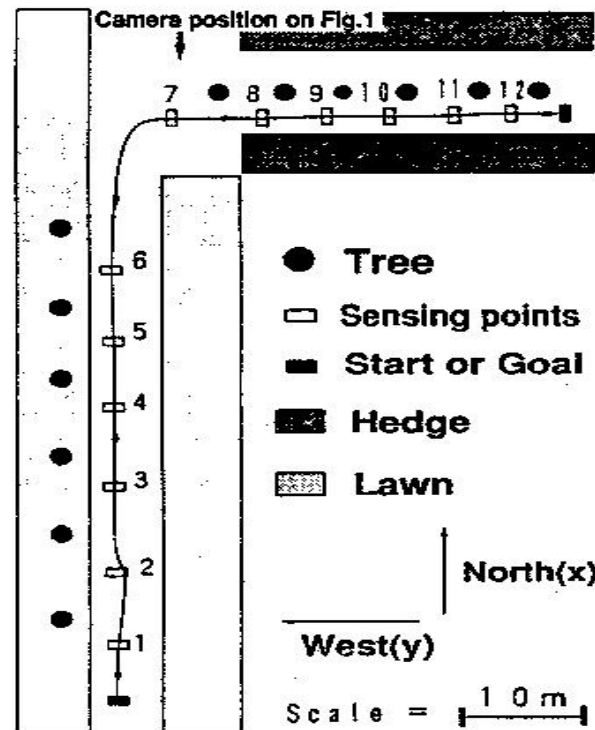 Camera position on Fig.1
7 8 9 10 11 12
6
5
4
3
2
1
Tree
Sensing points
Start or Goal
Hedge
Lawn
North(x)
West(y)
Scale = 10m